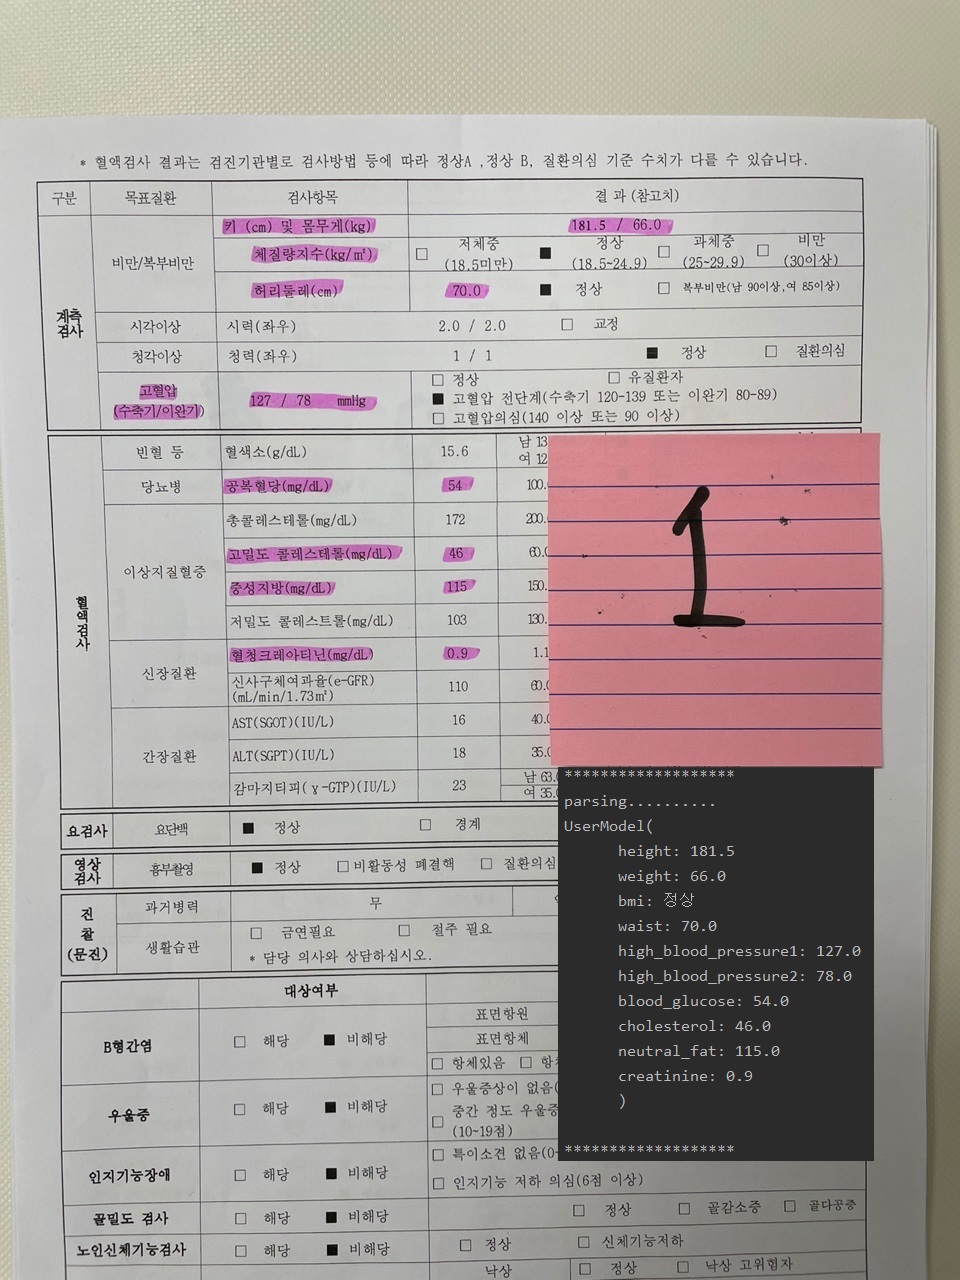 * 혈액검사 결과는 검진기관별로 검사방법 등에 따라 정상A ,정상 B, 질환의심 기준 수치가 다를 수 있습니다.
구분 목표질환 검사항목 결 과 (참고치)
계측검사 비만/복부비만 키 (cm) 및 몸무게(kg) 181.5 / 66.0
체질량지수(kg/㎡) □ 저체중 (18.5미만) ■ 정상 (18.5~24.9) □ 과체중 (25~29.9) □ 비만 (30이상)
허리둘레(cm) 70.0 ■ 정상 □ 복부비만(남 90이상,여 85이상)
시각이상 시력(좌우) 2.0 / 2.0 □ 교정
청각이상 청력(좌우) 1 / 1 ■ 정상 □ 질환의심
고혈압 (수축기/이완기) 127 / 78 mmHg □ 정상 □ 유질환자
■ 고혈압 전단계(수축기 120-139 또는 이완기 80-89)
□ 고혈압의심(140 이상 또는 90 이상)
혈액검사 빈혈 등 혈색소(g/dL) 15.6 남 13
여 12
당뇨병 공복혈당(mg/dL) 54 100.
이상지질혈증 총콜레스테롤(mg/dL) 172 200.
고밀도 콜레스테롤(mg/dL) 46 60.
중성지방(mg/dL) 115 150.
저밀도 콜레스트롤(mg/dL) 103 130.
신장질환 혈청크레아티닌(mg/dL) 0.9 1.1
신사구체여과율(e-GFR) (mL/min/1.73㎡) 110 60.
간장질환 AST(SGOT)(IU/L) 16 40.
ALT(SGPT)(IU/L) 18 35.
감마지티피(γ-GTP)(IU/L) 23 남 63.
여 35.
요검사 요단백 ■ 정상 □ 경계
영상검사 흉부촬영 ■ 정상 □ 비활동성 폐결핵 □ 질환의심
진찰(문진) 과거병력 무
생활습관 □ 금연필요 □ 절주 필요
* 담당 의사와 상담하십시오.
대상여부
B형간염 □ 해당 ■ 비해당 표면항원
표면항체
□ 항체있음 □
우울증 □ 해당 ■ 비해당 □ 우울증상이 없음(
□ 중간 정도 우울증
(10~19점)
인지기능장애 □ 해당 ■ 비해당 □ 특이소견 없음(0-
□ 인지기능 저하 의심(6점 이상)
골밀도 검사 □ 해당 ■ 비해당 □ 정상 □ 골감소증 □ 골다공증
노인신체기능검사 □ 해당 ■ 비해당 □ 정상 □ 신체기능저하
낙상 □ 정상 □ 낙상 고위험자
1
*******************
parsing..........
UserModel(
height: 181.5
weight: 66.0
bmi: 정상
waist: 70.0
high_blood_pressure1: 127.0
high_blood_pressure2: 78.0
blood_glucose: 54.0
cholesterol: 46.0
neutral_fat: 115.0
creatinine: 0.9
)
*******************